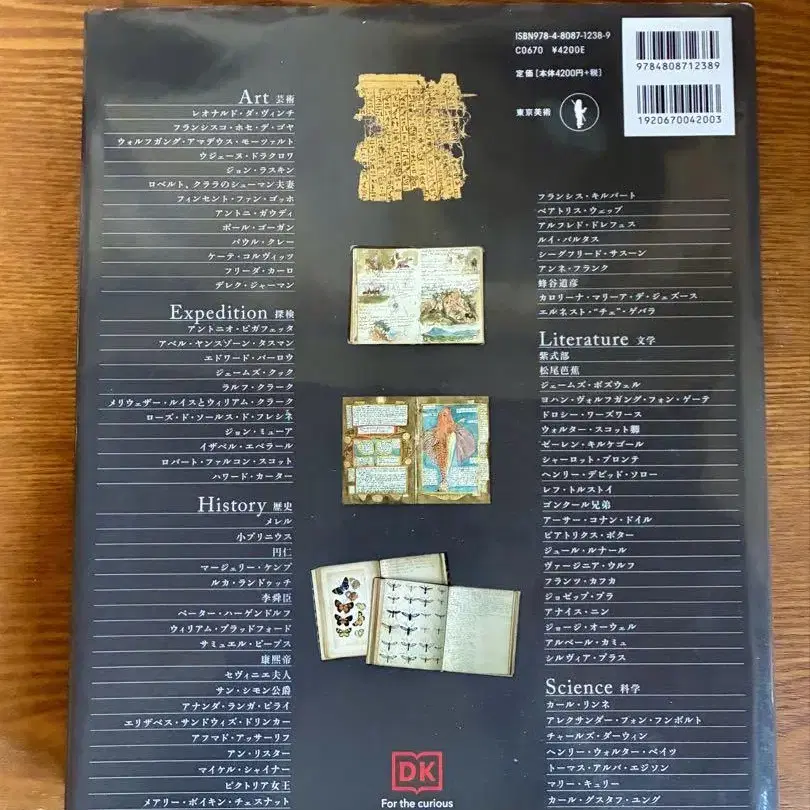 Art 芸術
レオナルド・ダ・ヴィンチ
フランシスコ・ホセ・デ・ゴヤ
ウォルフガング・アマデウス・モーツァルト
ウジェーヌ・ドラクロワ
ジョン・ラスキン
ロベルト、クララのシューマン夫妻
フィンセント・ファン・ゴッホ
アントニ・ガウディ
ポール・ゴーガン
パウル・クレー
ケーテ・コルヴィッツ
フリーダ・カーロ
デレク・ジャーマン
Expedition 探検
アントニオ・ピガフェッタ
アベル・ヤンスゾーン・タスマン
エドワード・バーロウ
ジェームズ・クック
ラルフ・クラーク
メリウェザー・ルイスとウィリアム・クラーク
ローズ・ド・ソールス・ド・フレシネ
ジョン・ミューア
イザベル・エベラール
ロバート・ファルコン・スコット
ハワード・カーター
History 歴史
メレル
小プリニウス
円仁
マージェリー・ケンプ
ルカ・ランドゥッチ
李舜臣
ペーター・ハーゲンドルフ
ウィリアム・ブラッドフォード
サミュエル・ピープス
康熙帝
セヴィニエ夫人
サン・シモン公爵
アナンダ・ランガ・ピライ
エリザベス・サンドウィズ・ドリンカー
アフマド・アッサーリフ
アン・リスター
マイケル・シャイナー
ビクトリア女王
メアリー・ボイキン・チェスナット
ISBN978-4-8087-1238-9
C0670 ¥4200E
定価[本体4200円+税]
東京美術
9784808712389
1920670042003
フランシス・キルバート
ベアトリス・ウェッブ
アルフレド・ドレフェス
ルイ・バルタス
シーグフリード・サスーン
アンネ・フランク
蜂谷道彦
カロリーナ・マリーア・デ・ジェズース
エルネスト・“チェ”・ゲバラ
Literature 文学
紫式部
松尾芭蕉
ジェームズ・ボズウェル
ヨハン・ヴォルフガング・フォン・ゲーテ
ドロシー・ワーズワース
ウォルター・スコット卿
ゼーレン・キルケゴール
シャーロット・ブロンテ
ヘンリー・デビッド・ソロー
レフ・トルストイ
ゴンクール兄弟
アーサー・コナン・ドイル
ビアトリクス・ポター
ジュール・ルナール
ヴァージニア・ウルフ
フランツ・カフカ
ジョゼップ・プラ
アナイス・ニン
ジョージ・オーウェル
アルベール・カミュ
シルヴィア・プラス
Science 科学
カール・リンネ
アレクサンダー・フォン・フンボルト
チャールズ・ダーウィン
ヘンリー・ウォルター・ベイツ
トーマス・アルバ・エジソン
マリー・キュリー
カール・グスタフ・ユング
DK
For the curious